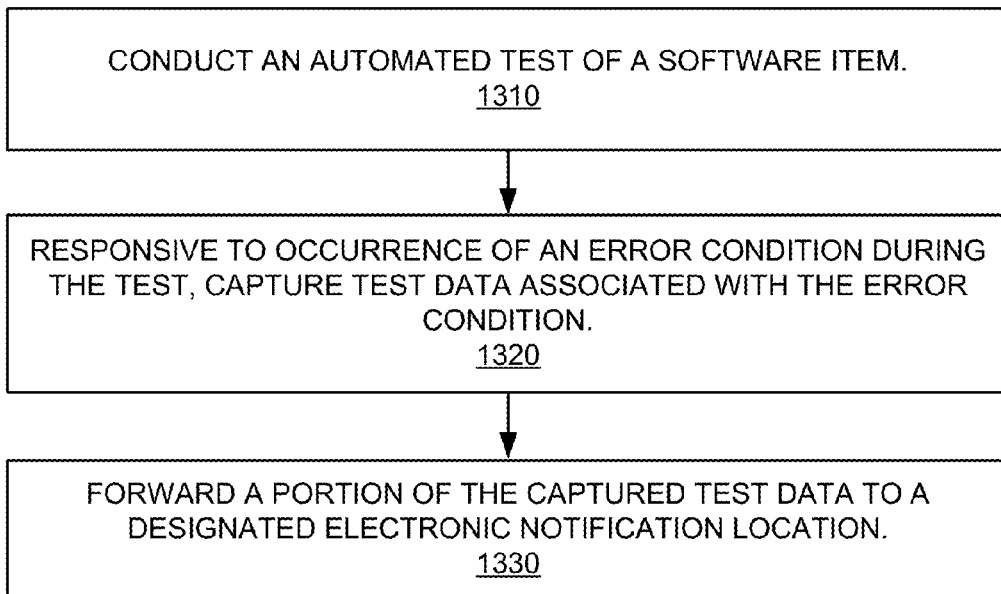 CONDUCT AN AUTOMATED TEST OF A SOFTWARE ITEM.
1310
RESPONSIVE TO OCCURRENCE OF AN ERROR CONDITION DURING
THE TEST, CAPTURE TEST DATA ASSOCIATED WITH THE ERROR
CONDITION.
1320
FORWARD A PORTION OF THE CAPTURED TEST DATA TO A
DESIGNATED ELECTRONIC NOTIFICATION LOCATION.
1330